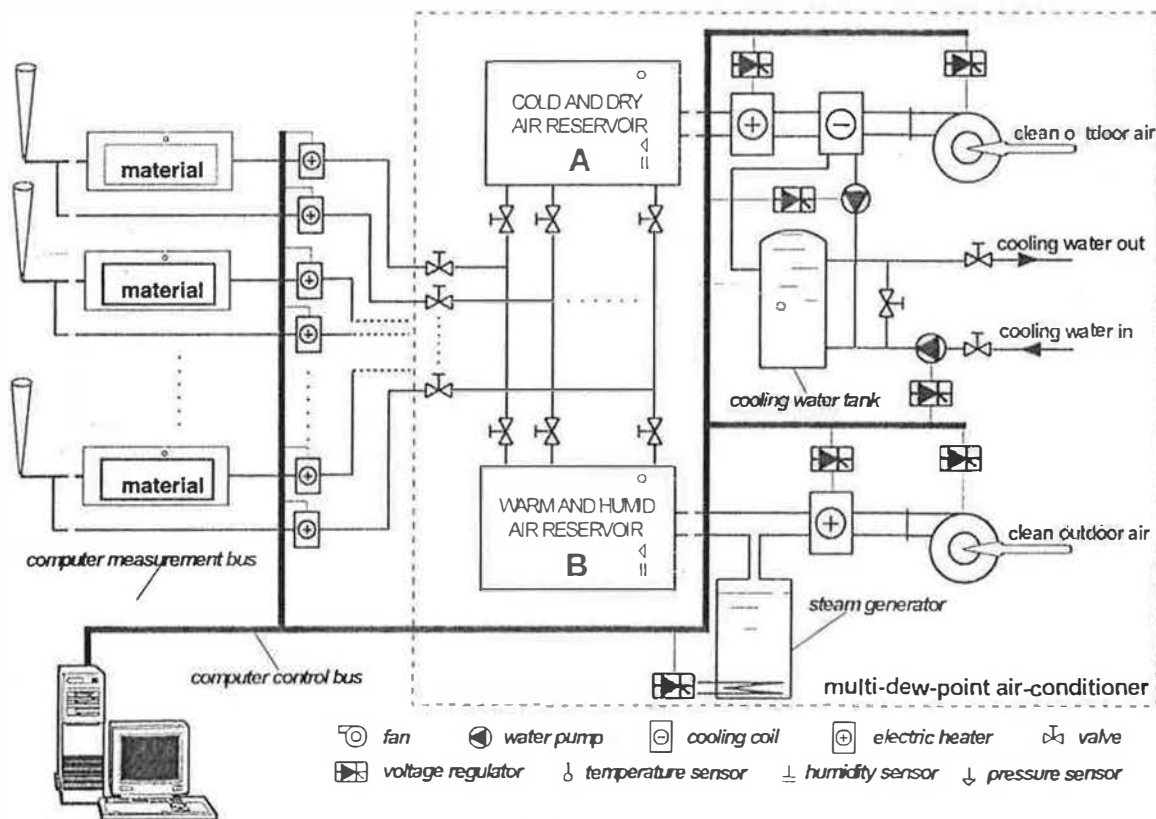 COLD AND DRY
AIR RESERVOIR
A
clean o tdoor air
material
material
cooling water out
cooling water in
cooling water tank
material
WARM AND HUMID
AIR RESERVOIR
B
clean outdoor air
computer measurement bus
steam generator
computer control bus
multi-dew-point air-conditioner
fan
water pump
cooling coil
electric heater
valve
voltage regulator
temperature sensor
humidity sensor
pressure sensor